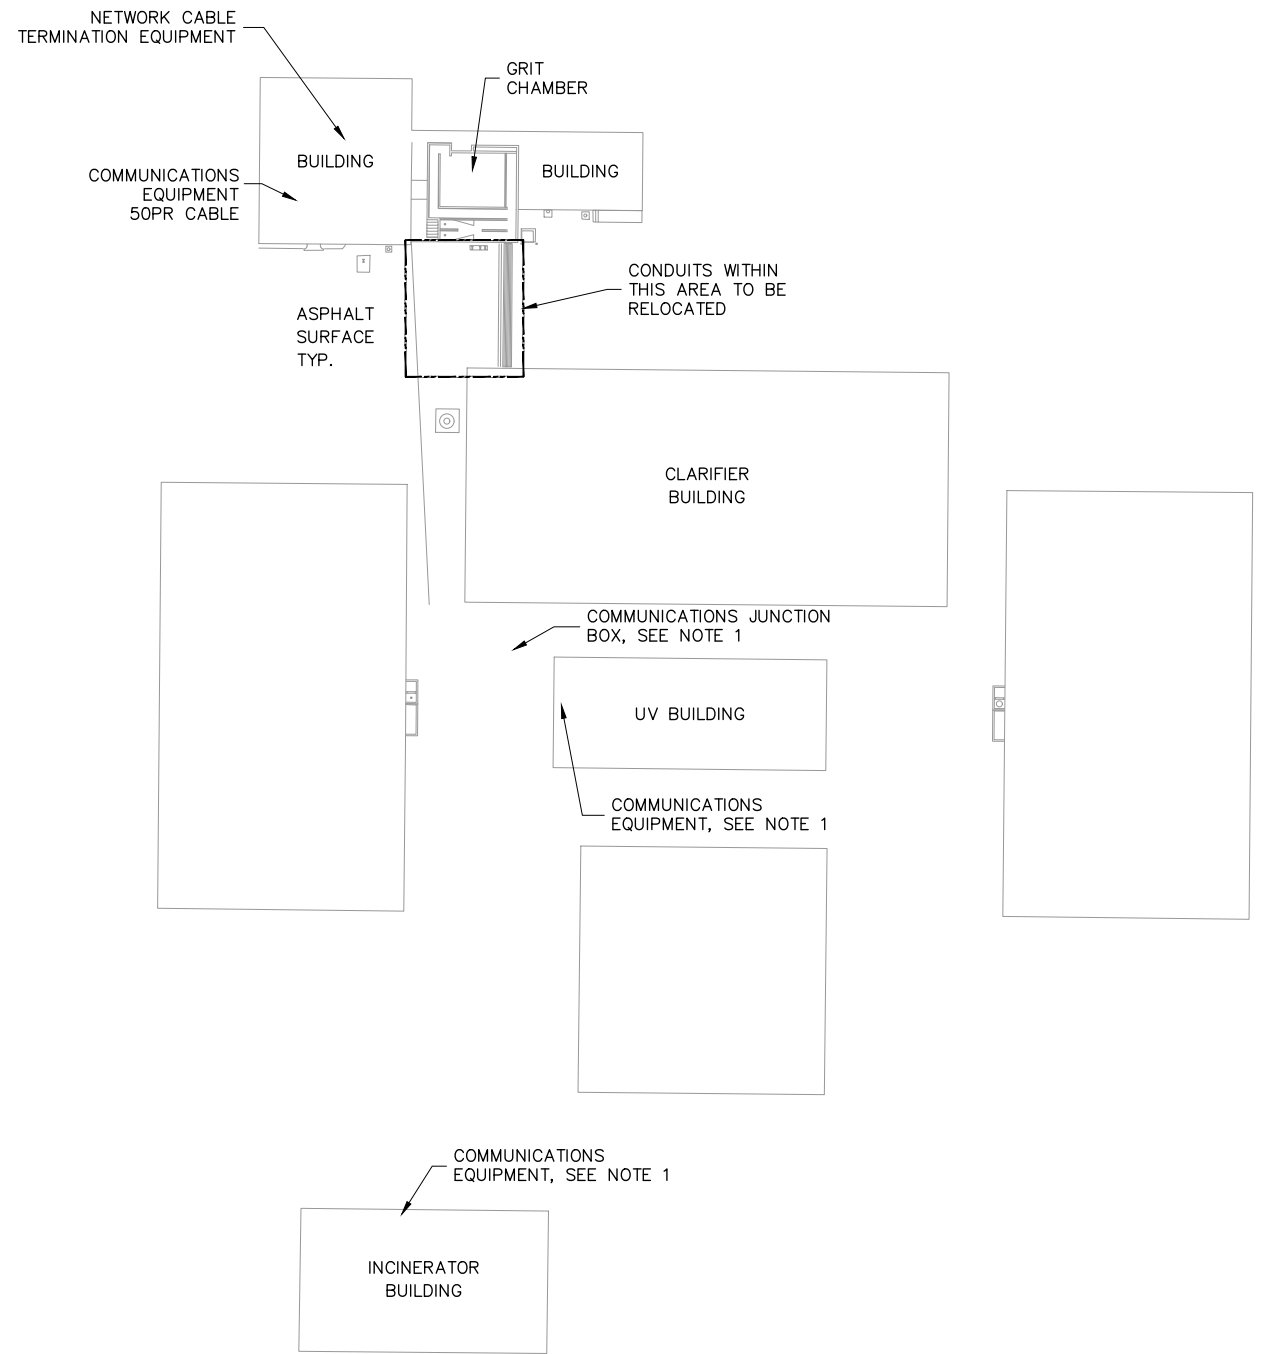 NETWORK CABLE
TERMINATION EQUIPMENT
GRIT
CHAMBER
BUILDING
BUILDING
COMMUNICATIONS
EQUIPMENT
50PR CABLE
CONDUITS WITHIN
THIS AREA TO BE
RELOCATED
ASPHALT
SURFACE
TYP.
CLARIFIER
BUILDING
COMMUNICATIONS JUNCTION
BOX, SEE NOTE 1
UV BUILDING
COMMUNICATIONS
EQUIPMENT, SEE NOTE 1
COMMUNICATIONS
EQUIPMENT, SEE NOTE 1
INCINERATOR
BUILDING